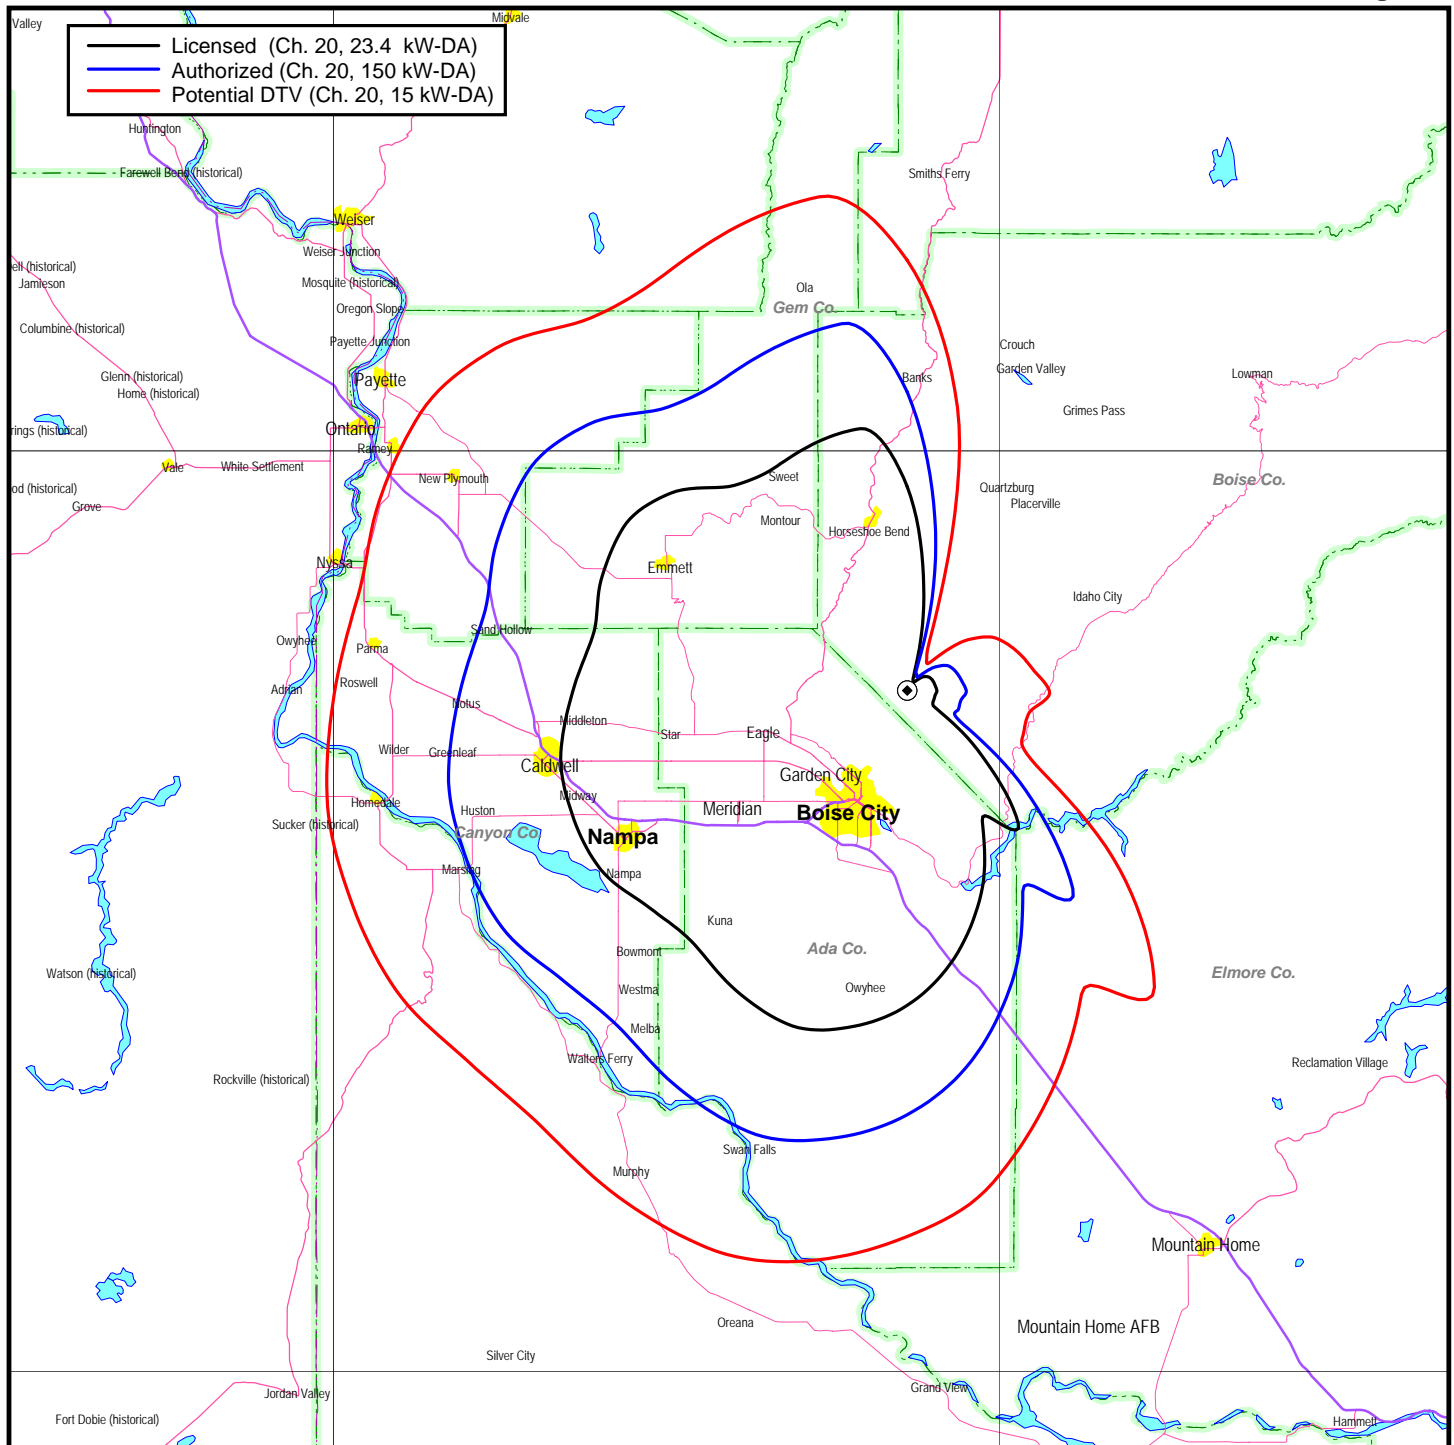 Midvale
Valley
Licensed (Ch. 20, 23.4 kW-DA)
Authorized (Ch. 20, 150 kW-DA)
Potential DTV (Ch. 20, 15 kW-DA)
Huntington
Farewell Bend (historical)
Smiths Ferry
Weiser
Weiser Junction
ell (historical)
Jamieson
Mosquite (historical)
Ola
Oregon Slope
Gem Co.
Columbine (historical)
Payette Junction
Crouch
Garden Valley
Lowman
Glenn (historical)
Payette
Banks
Home (historical)
Grimes Pass
rings (historical)
Ontario
Ramey
Vale
White Settlement
New Plymouth
Sweet
Boise Co.
od (historical)
Quartzburg
Placerville
Grove
Montour
Horseshoe Bend
Nyssa
Emmett
Idaho City
Sand Hollow
Owyhee
Parma
Adrian
Roswell
Notus
Middleton
Star
Eagle
Wilder
Greenleaf
Caldwell
Garden City
Midway
Homedale
Huston
Meridian
Boise City
Sucker (historical)
Canyon Co.
Nampa
Marsing
Nampa
Kuna
Bowmont
Ada Co.
Watson (historical)
Elmore Co.
Westma
Owyhee
Melba
Walters Ferry
Reclamation Village
Rockville (historical)
Swan Falls
Murphy
Mountain Home
Oreana
Mountain Home AFB
Silver City
Jordan Valley
Grand View
Fort Dobie (historical)
Hammett